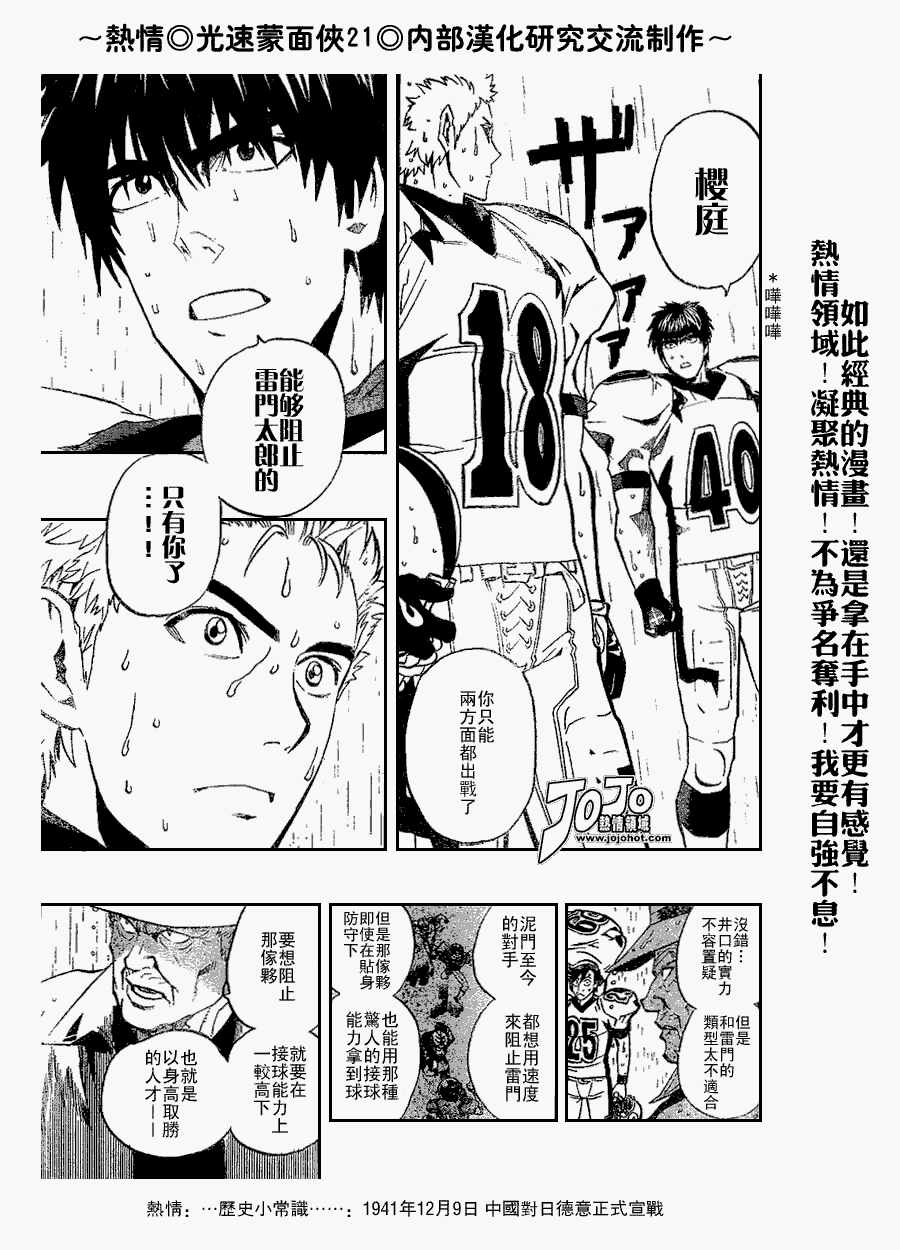 ～熱情◎光速蒙面俠21◎内部漢化研究交流制作～
櫻庭
ザァァァ
*嘩嘩嘩
18
40
你只能
兩方面都出戰了
能够阻止
雷門太郎的
只有你了
…!!
JOJO
熱情領域
www.jojohot.com
如此經典的漫畫！還是拿在手中才更有感覺！
熱情領域！凝聚熱情！不為爭名奪利！我要自強不息！
沒錯…
井口的實力
不容置疑
但是
和雷門的
類型太不適合
25
泥門至今
的對手
都想用速度
來阻止雷門
但是那傢夥
即使在貼身
防守下
也能用那種
驚人的接球
能力拿到球
要想阻止
那傢夥
就要在
接球能力上
一較高下
也就是
以身高取勝
的人才——
熱情：…歷史小常識……：1941年12月9日 中國對日德意正式宣戰